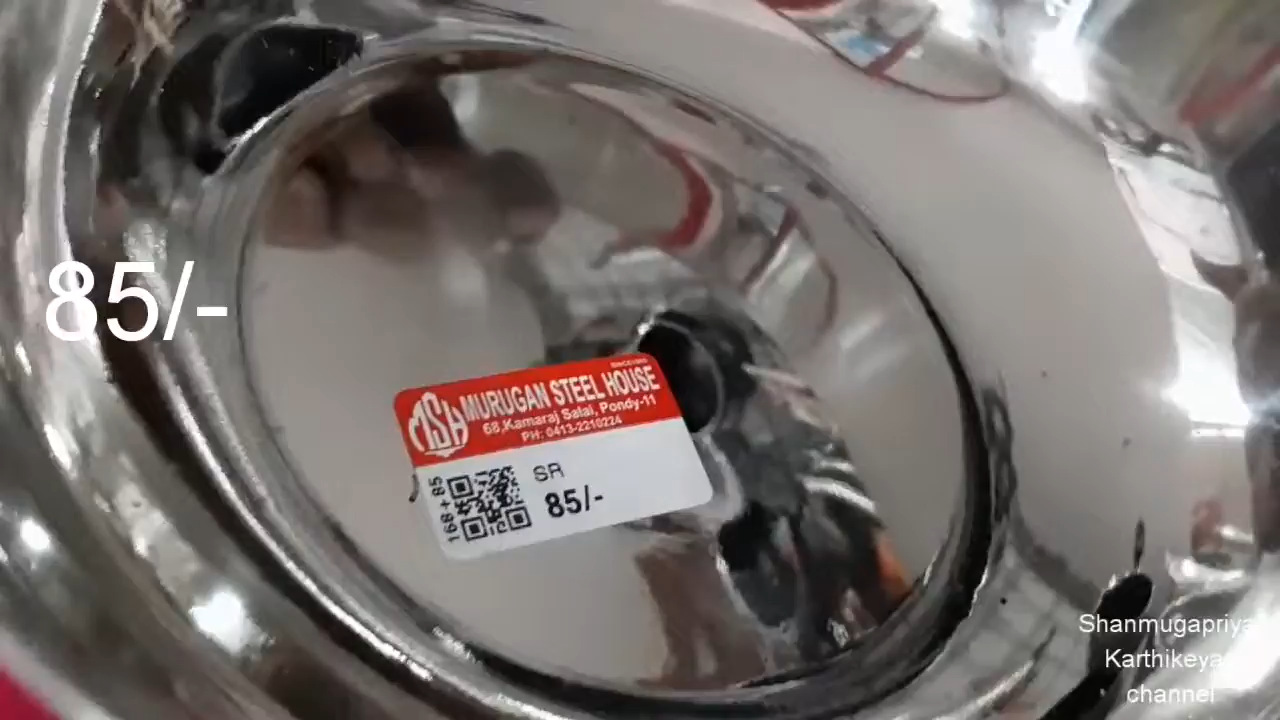 85/-
MSH MURUGAN STEEL HOUSE
68,Kamaraj Salai, Pondy-11
PH: 0413-2210224
168+85
SR
85/-
Shanmugapriya
Karthikeya
channel